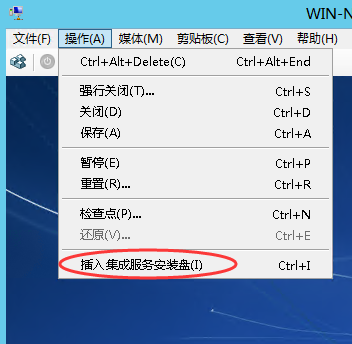 WIN-N
文件(F) 操作(A) 媒体(M) 剪贴板(C) 查看(V) 帮助(H)
Ctrl+Alt+Delete(C) Ctrl+Alt+End
强行关闭(T)... Ctrl+S
关闭(D) Ctrl+D
保存(A) Ctrl+A
暂停(E) Ctrl+P
重置(R)... Ctrl+R
检查点(P)... Ctrl+N
还原(V)... Ctrl+E
插入集成服务安装盘(I) Ctrl+I